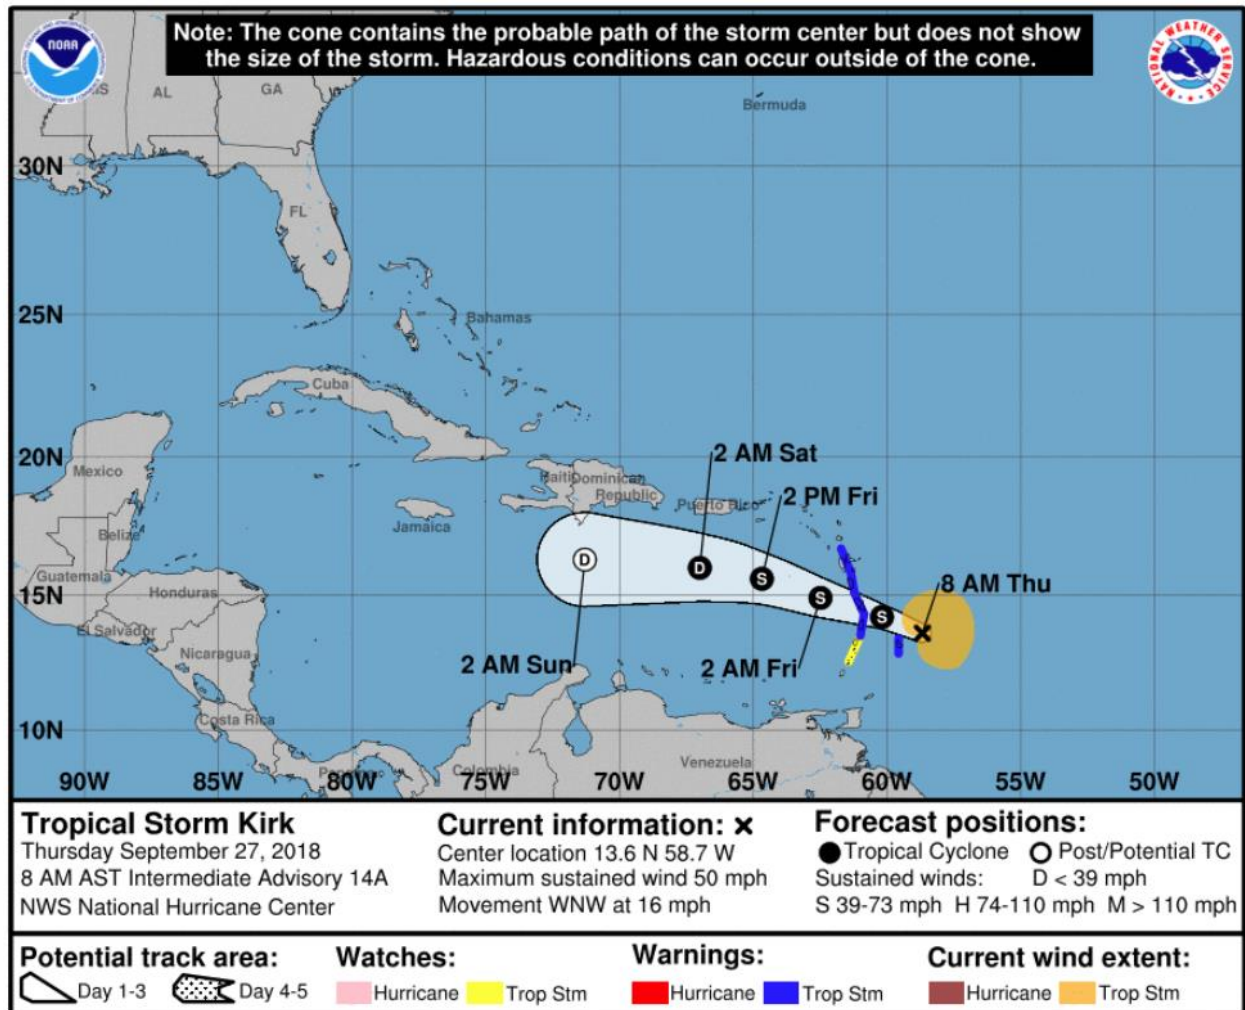 Note: The cone contains the probable path of the storm center but does not show
the size of the storm. Hazardous conditions can occur outside of the cone.
NOAA
NATIONAL WEATHER SERVICE
AL
GA
Bermuda
30N
FL
25N
Bahamas
Cuba
20N
Mexico
2 AM Sat
Haiti
Dominican
Republic
2 PM Fri
Puerto Rico
Jamaica
Belize
D
D
S
Guatemala
15N
Honduras
S
8 AM Thu
S
El Salvador
Nicaragua
2 AM Sun
2 AM Fri
Costa Rica
10N
Venezuela
Colombia
90W
85W
80W
75W
70W
65W
60W
55W
50W
Tropical Storm Kirk
Thursday September 27, 2018
8 AM AST Intermediate Advisory 14A
NWS National Hurricane Center
Current information: ×
Center location 13.6 N 58.7 W
Maximum sustained wind 50 mph
Movement WNW at 16 mph
Forecast positions:
Tropical Cyclone Post/Potential TC
Sustained winds: D < 39 mph
S 39-73 mph H 74-110 mph M > 110 mph
Potential track area:
Day 1-3 Day 4-5
Watches:
Hurricane Trop Stm
Warnings:
Hurricane Trop Stm
Current wind extent:
Hurricane Trop Stm